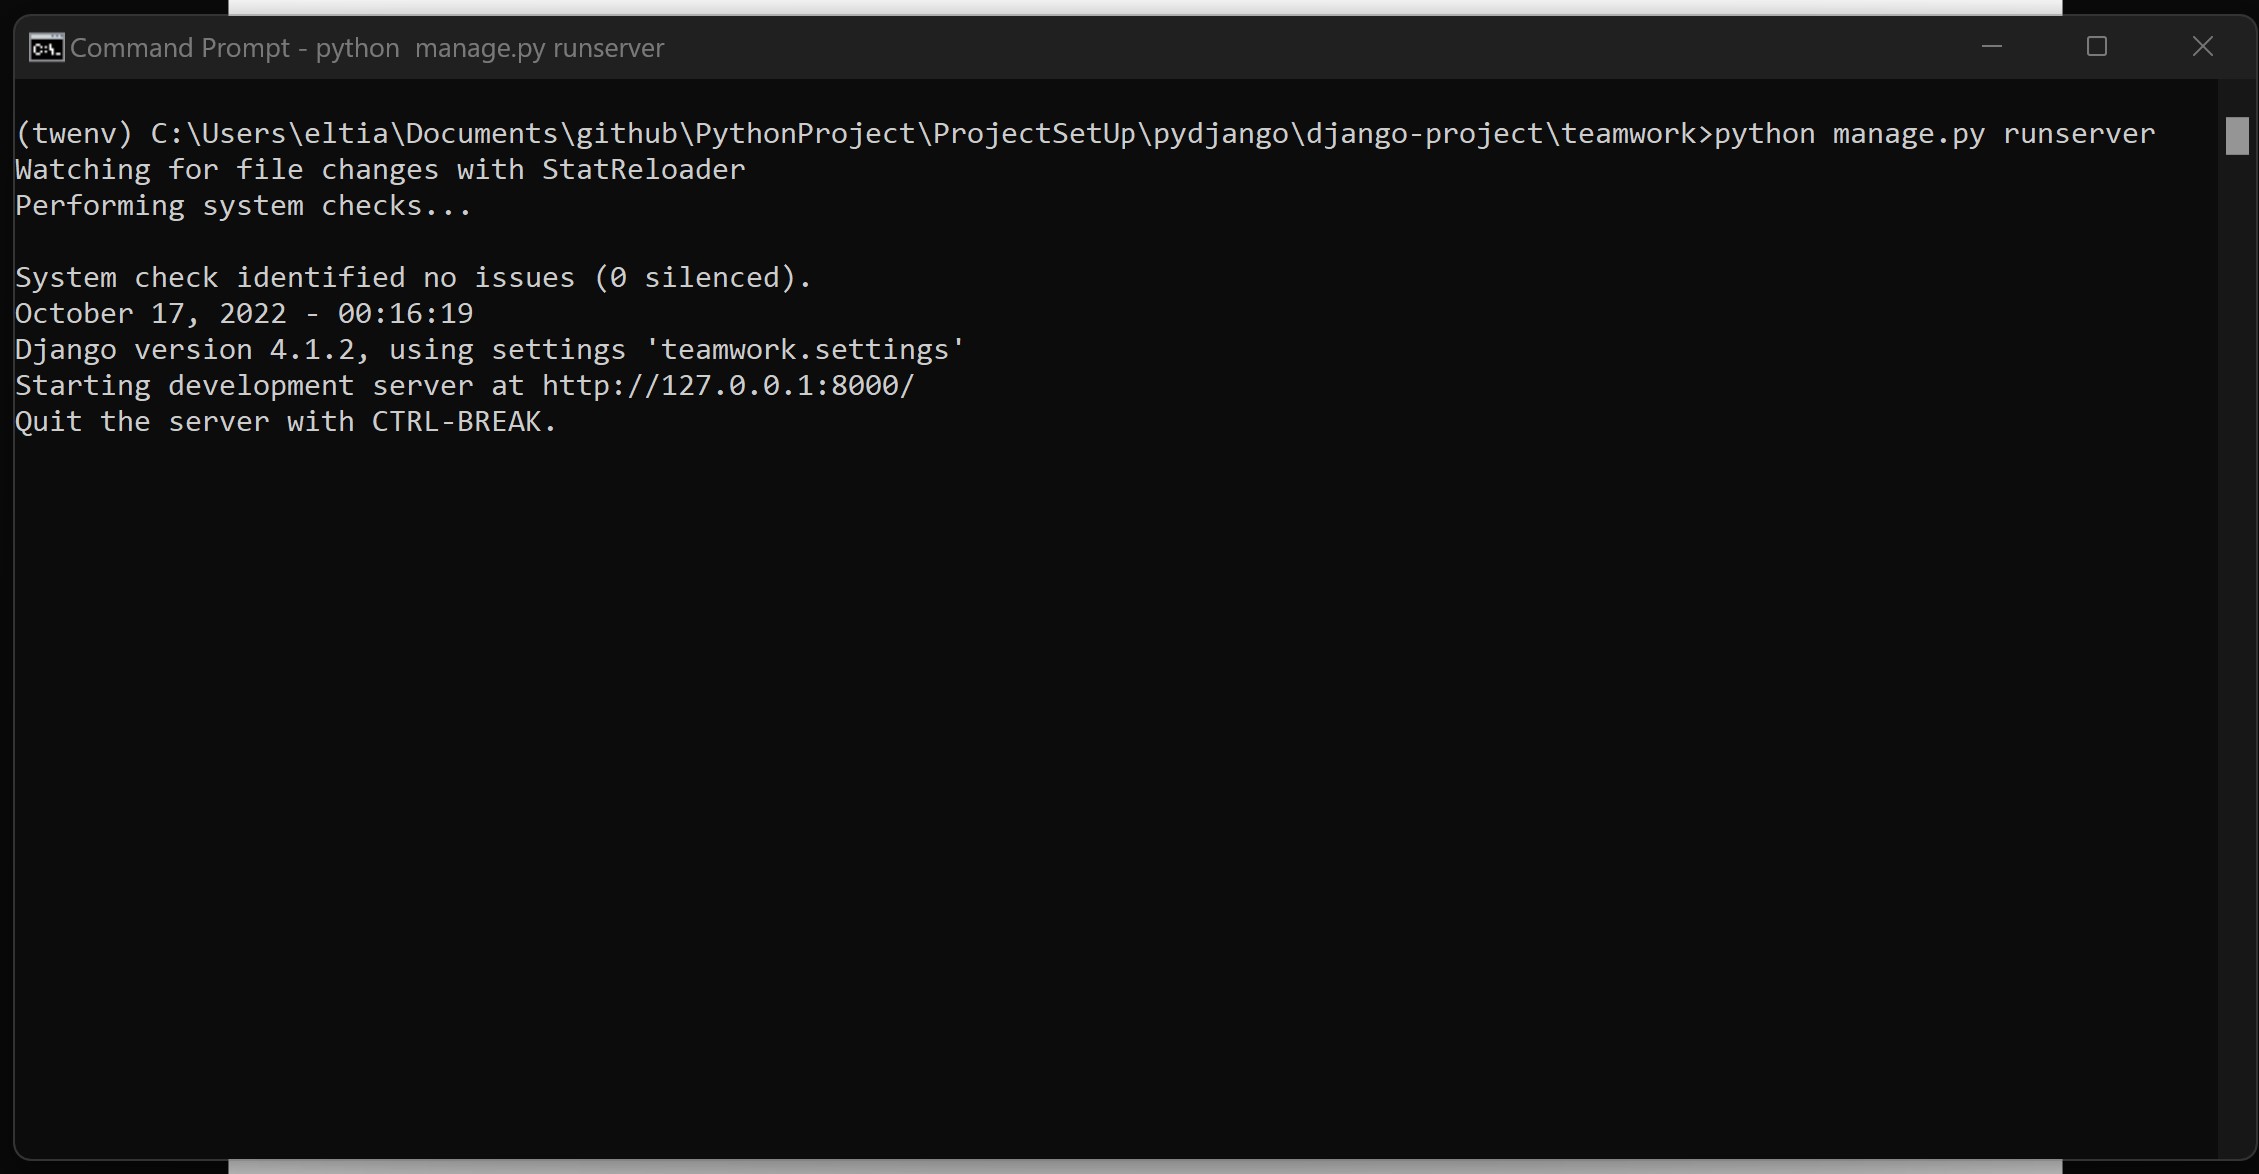 Command Prompt - python  manage.py runserver
(twenv) C:\Users\eltia\Documents\github\PythonProject\ProjectSetUp\pydjango\django-project\teamwork>python manage.py runserver
Watching for file changes with StatReloader
Performing system checks...
System check identified no issues (0 silenced).
October 17, 2022 - 00:16:19
Django version 4.1.2, using settings 'teamwork.settings'
Starting development server at http://127.0.0.1:8000/
Quit the server with CTRL-BREAK.